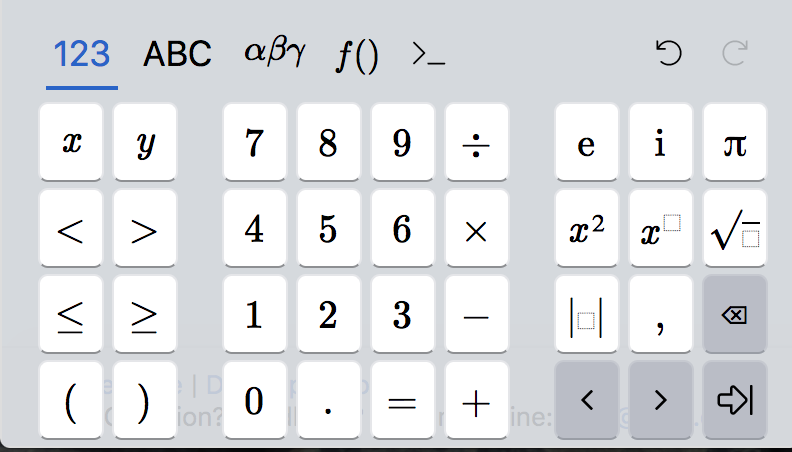 123 ABC αβγ f() >_
x y 7 8 9 ÷ e i π
< > 4 5 6 × x² x^□ √□
≤ ≥ 1 2 3 − |□| ,
( ) 0 . = + < >